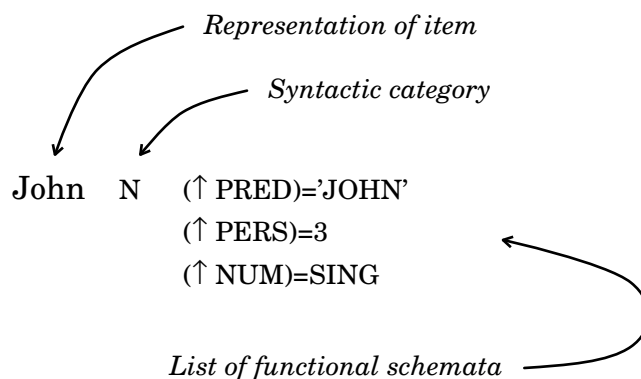 Representation of item
Syntactic category
John N (↑ PRED)='JOHN'
(↑ PERS)=3
(↑ NUM)=SING
List of functional schemata